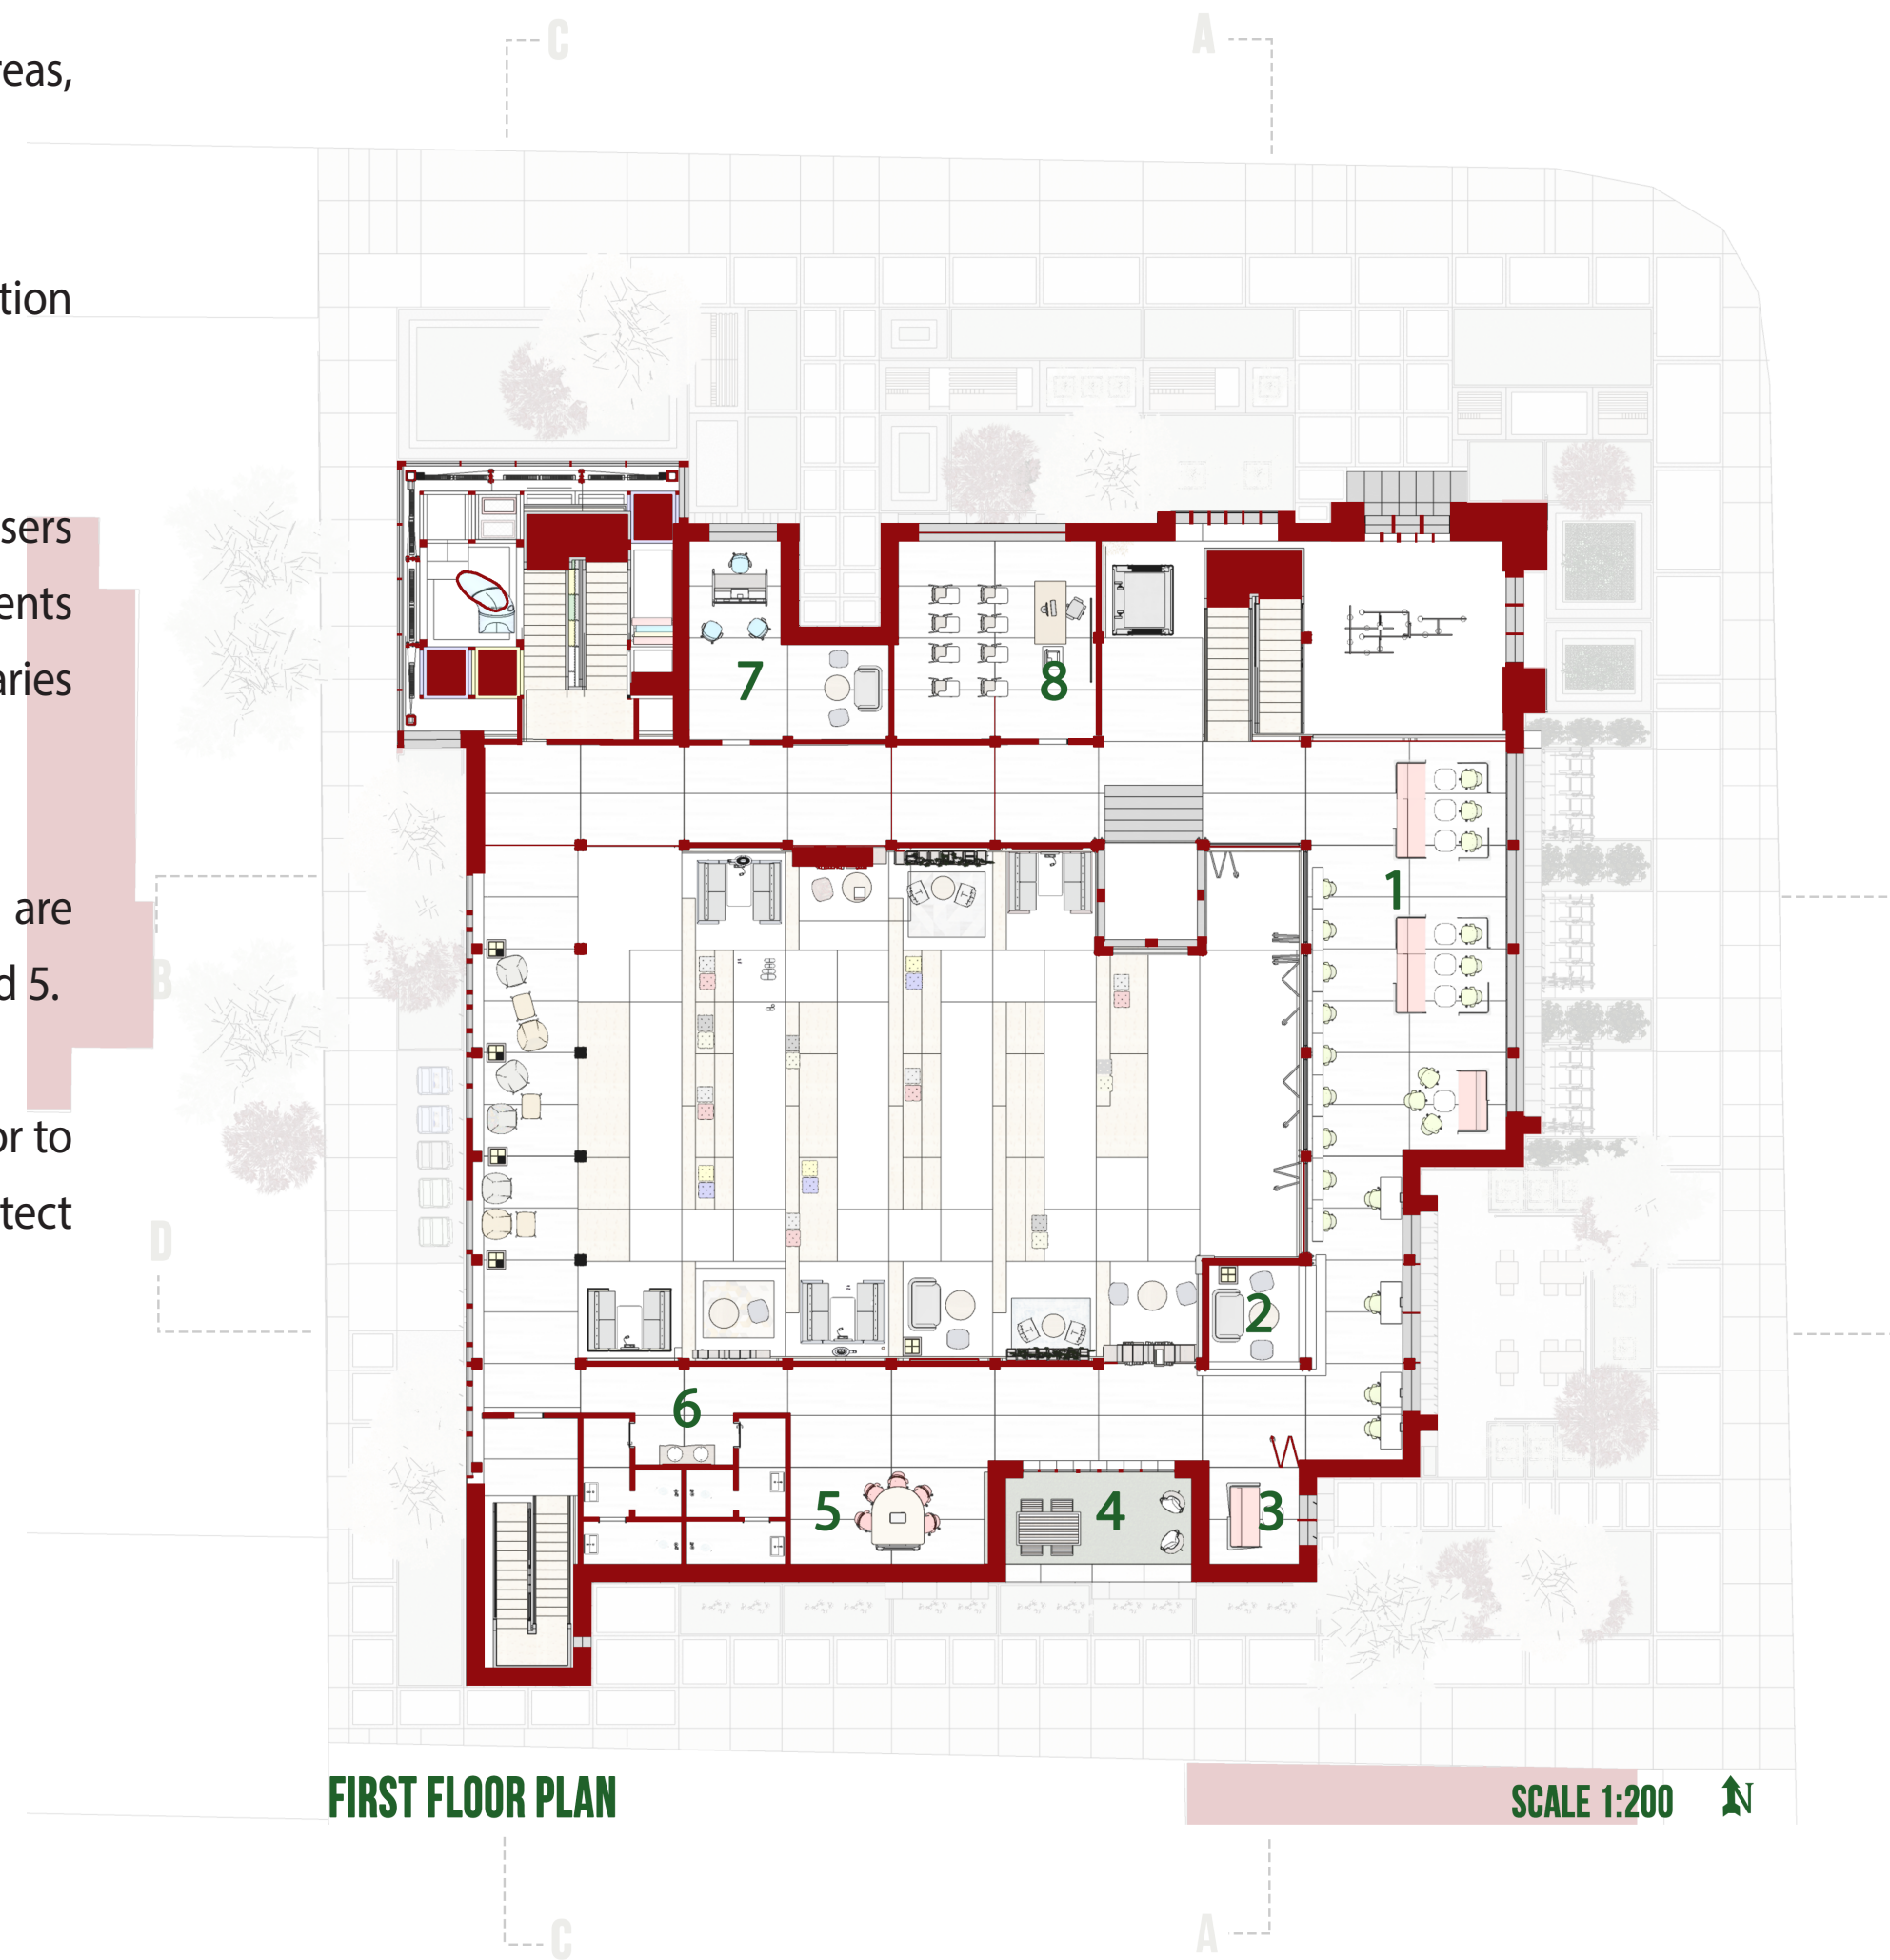 C
A
reas,
tion
sers
ents
aries
are
d 5.
or to
tect
B
D
7
8
1
2
6
5
4
3
FIRST FLOOR PLAN
SCALE 1:200
N
C
A